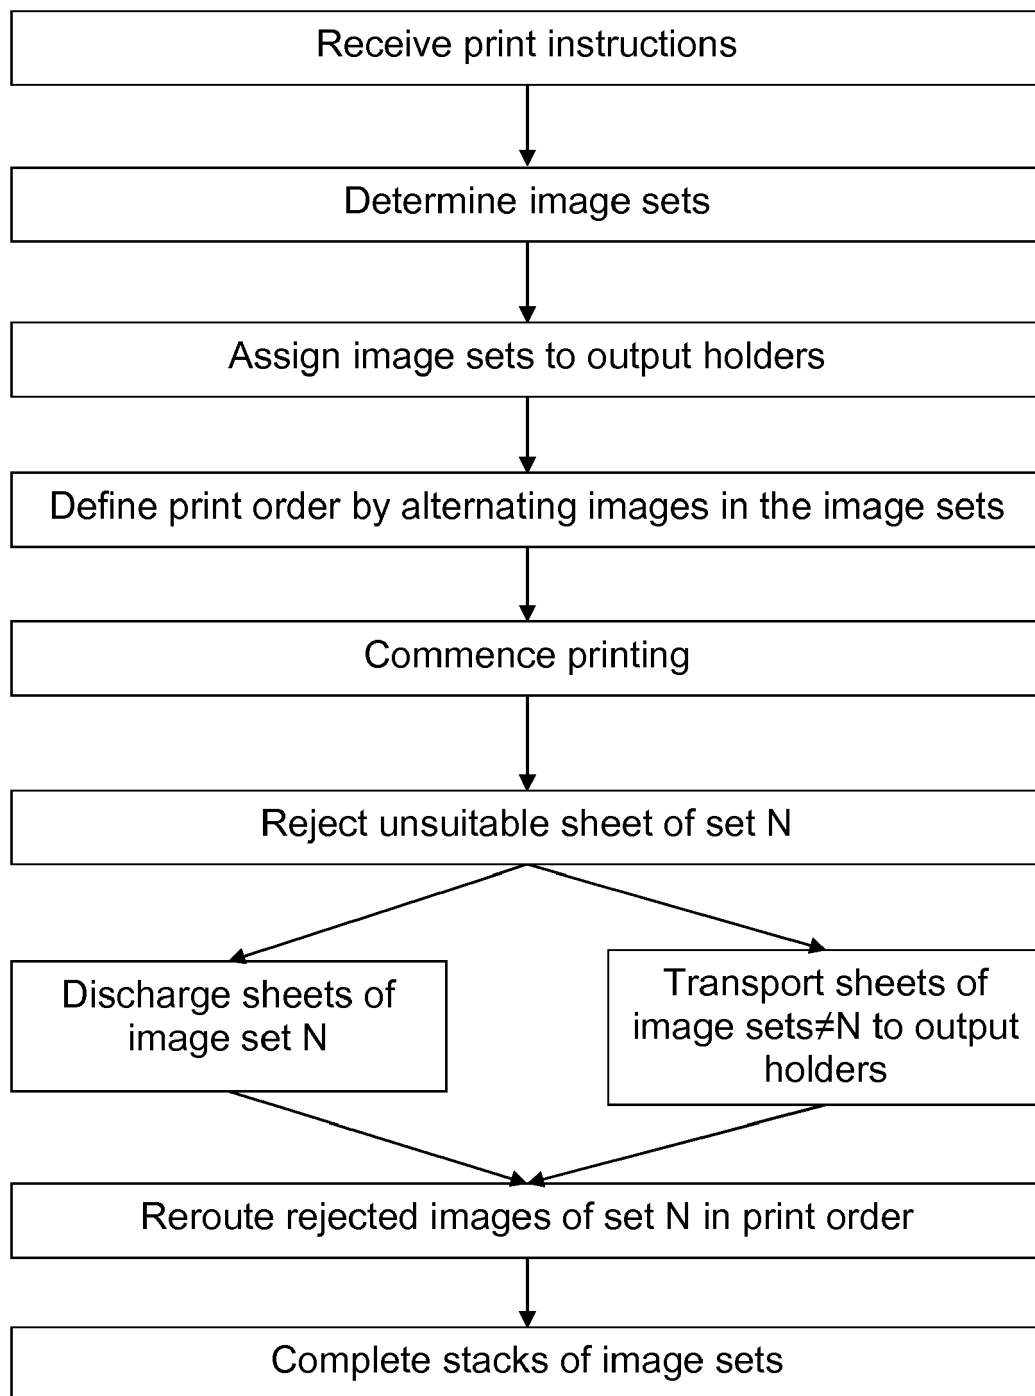 Receive print instructions
Determine image sets
Assign image sets to output holders
Define print order by alternating images in the image sets
Commence printing
Reject unsuitable sheet of set N
Discharge sheets of
image set N
Transport sheets of
image sets≠N to output
holders
Reroute rejected images of set N in print order
Complete stacks of image sets